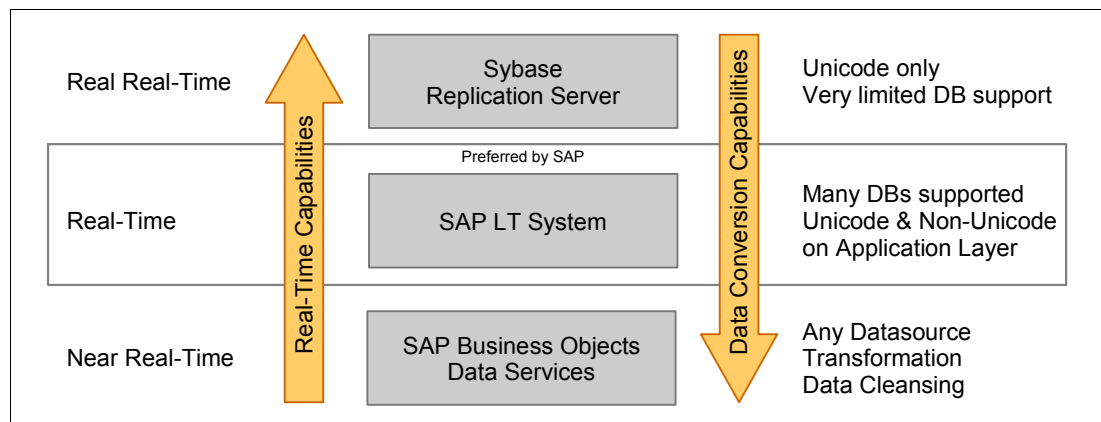 Real Real-Time
Real-Time Capabilities
Sybase
Replication Server
Data Conversion Capabilities
Unicode only
Very limited DB support
Preferred by SAP
Real-Time
SAP LT System
Many DBs supported
Unicode & Non-Unicode
on Application Layer
Near Real-Time
SAP Business Objects
Data Services
Any Datasource
Transformation
Data Cleansing